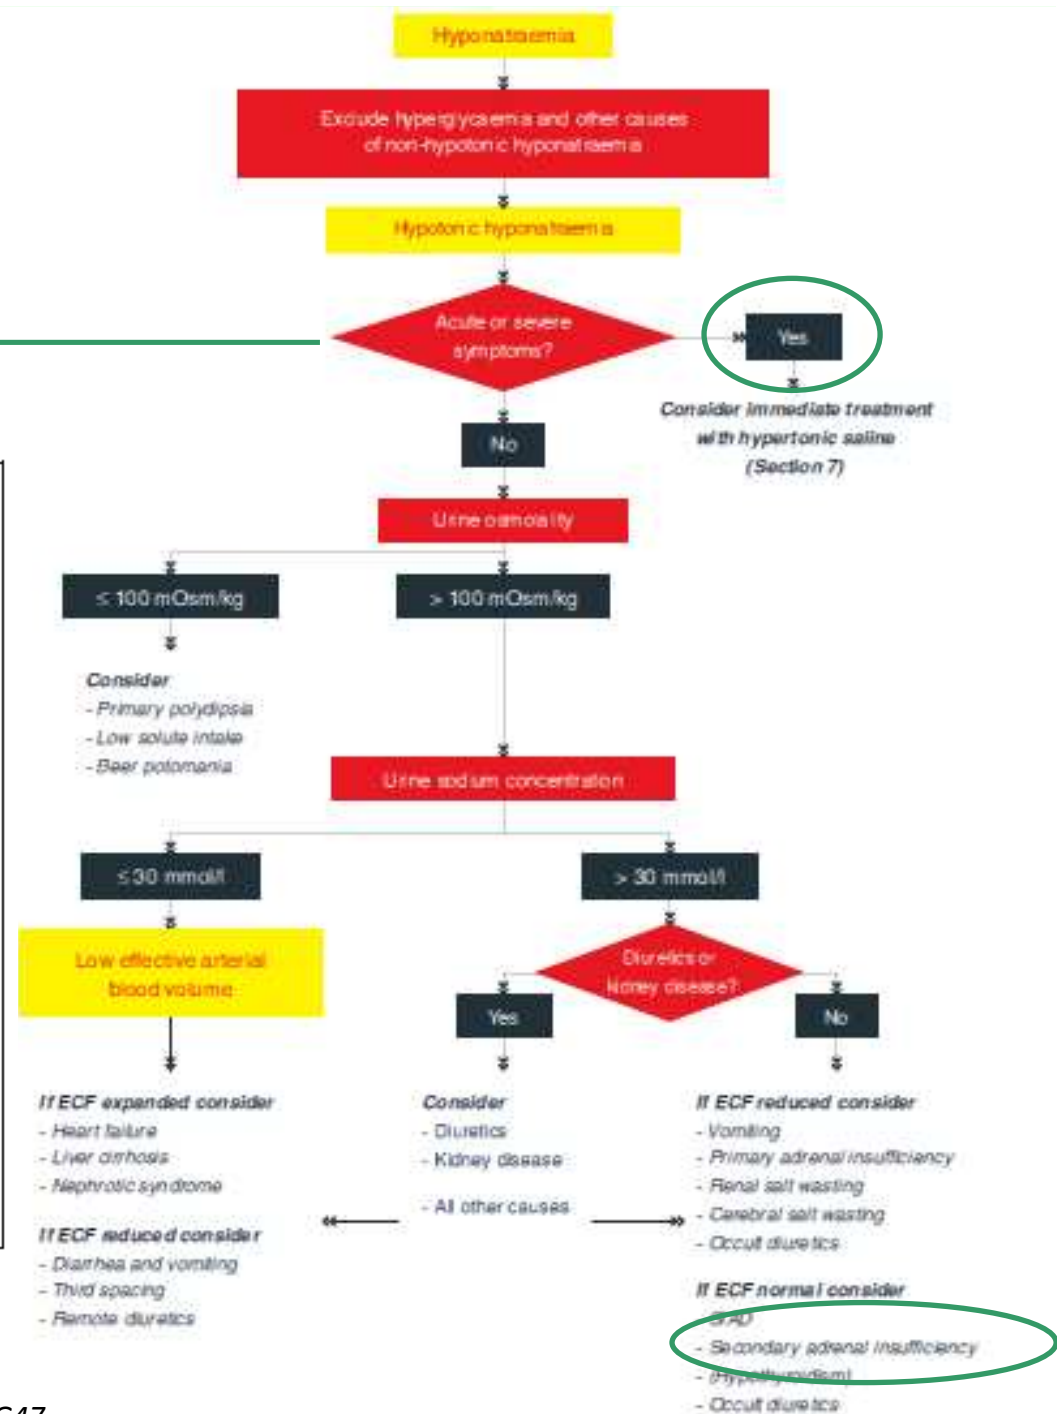 Hyponatraemia
Exclude hyperglycaemia and other causes
of non-hypotonic hyponatraemia
Hypotonic hyponatraemia
Acute or severe
symptoms?
Yes
Consider immediate treatment
with hypertonic saline
(Section 7)
No
Urine osmolality
≤ 100 mOsm/kg
> 100 mOsm/kg
Consider
- Primary polydipsia
- Low solute intake
- Beer potomania
Urine sodium concentration
≤ 30 mmol/l
> 30 mmol/l
Low effective arterial
blood volume
Diuretics or
kidney disease?
Yes
No
If ECF expanded consider
- Heart failure
- Liver cirrhosis
- Nephrotic syndrome
If ECF reduced consider
- Diarrhea and vomiting
- Third spacing
- Remote diuretics
Consider
- Diuretics
- Kidney disease
- All other causes
If ECF reduced consider
- Vomiting
- Primary adrenal insufficiency
- Renal salt wasting
- Cerebral salt wasting
- Occult diuretics
If ECF normal consider
- SIAD
- Secondary adrenal insufficiency
- (Hypothyroidism)
- Occult diuretics